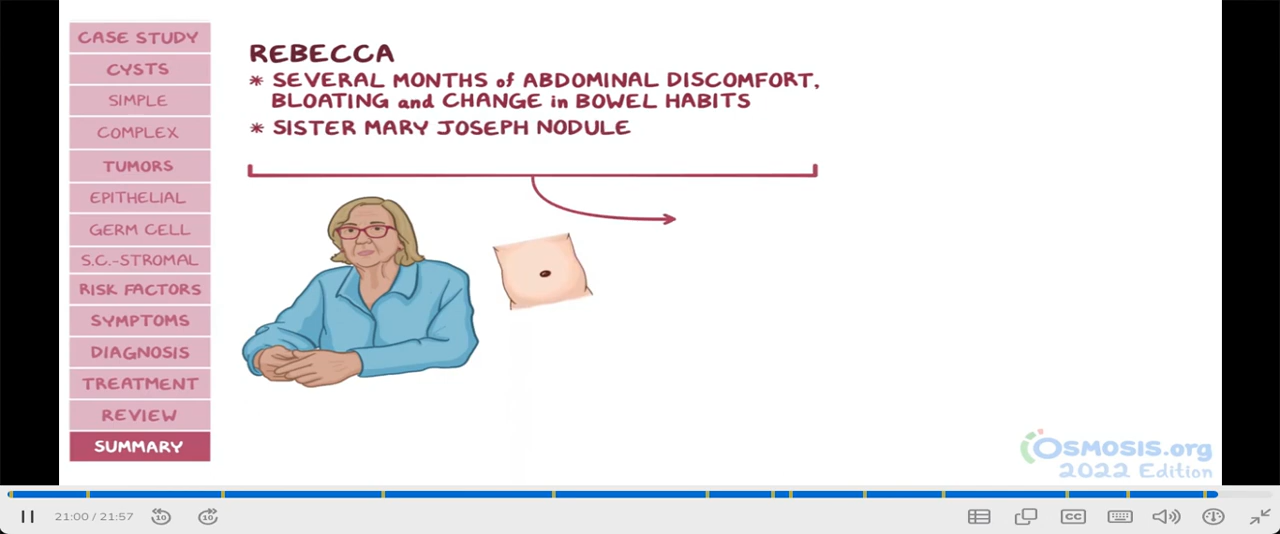 CASE STUDY
CYSTS
SIMPLE
COMPLEX
TUMORS
EPITHELIAL
GERM CELL
S.C.-STROMAL
RISK FACTORS
SYMPTOMS
DIAGNOSIS
TREATMENT
REVIEW
SUMMARY
REBECCA
* SEVERAL MONTHS of ABDOMINAL DISCOMFORT,
BLOATING and CHANGE in BOWEL HABITS
* SISTER MARY JOSEPH NODULE
OSMOSIS.org
2022 Edition
21:00 / 21:57
10
10
CC